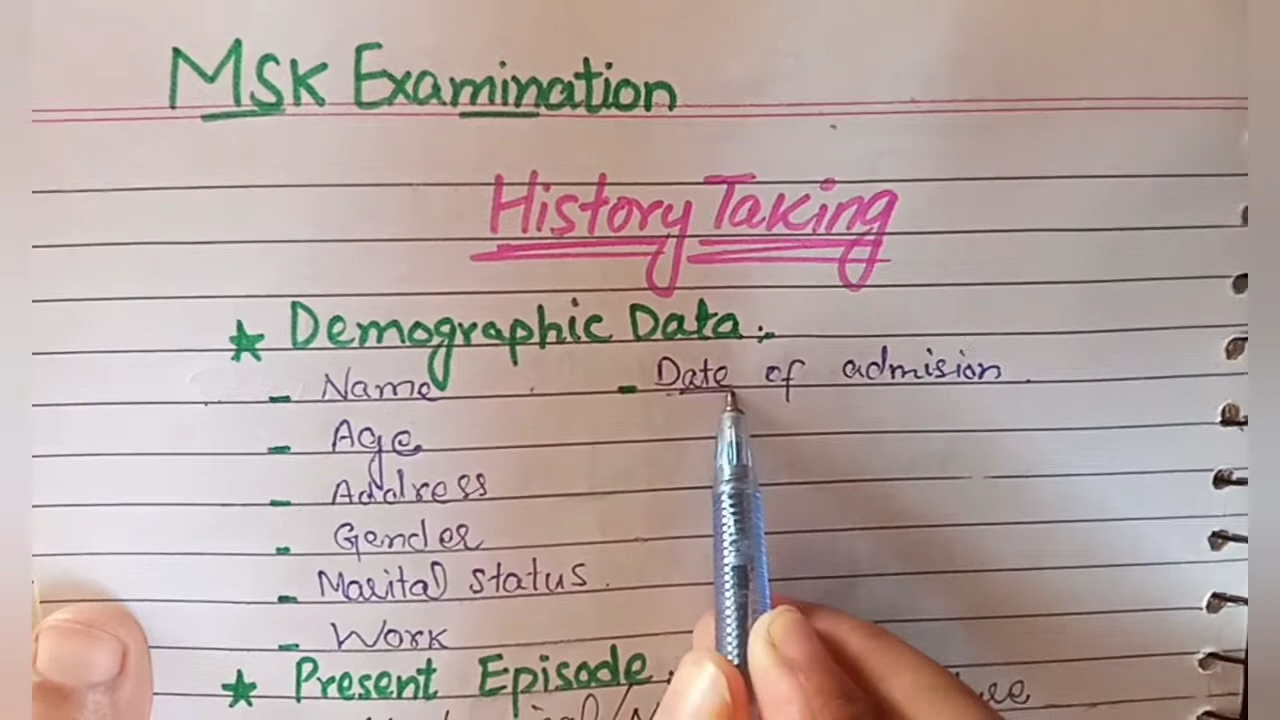 MSK Examination
History Taking
★ Demographic Data:-
- Name
- Date of admision.
- Age
- Address
- Gender
- Marital status.
- Work
★ Present Episode.